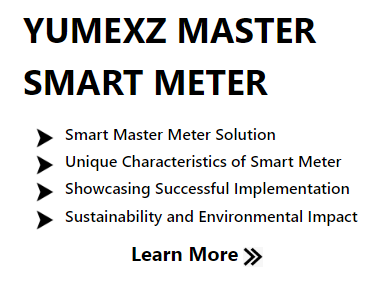 YUMEXZ MASTER
SMART METER
Smart Master Meter Solution
Unique Characteristics of Smart Meter
Showcasing Successful Implementation
Sustainability and Environmental Impact
Learn More